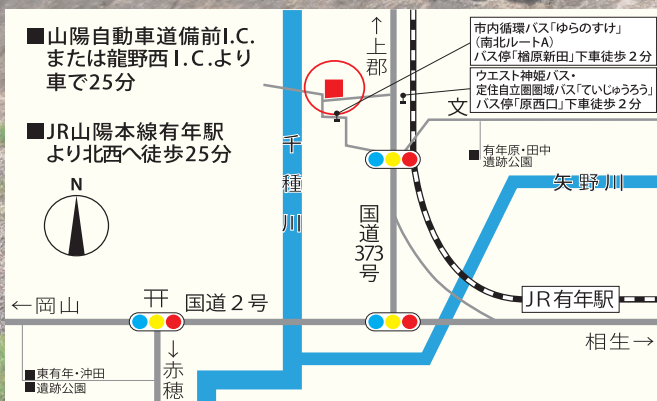 ■山陽自動車道備前I.C.
または龍野西I.C.より
車で25分
■JR山陽本線有年駅
より北西へ徒歩25分
N
↑上郡
市内循環バス「ゆらのすけ」
(南北ルートA)
バス停「楢原新田」下車徒歩2分
ウエスト神姫バス・
定住自立圏圏域バス「ていじゅうろう」
バス停「原西口」下車徒歩2分
文
■有年原・田中
遺跡公園
千種川
矢野川
国道373号
JR有年駅
←岡山
国道2号
相生→
↓赤穂
■東有年・沖田
■遺跡公園